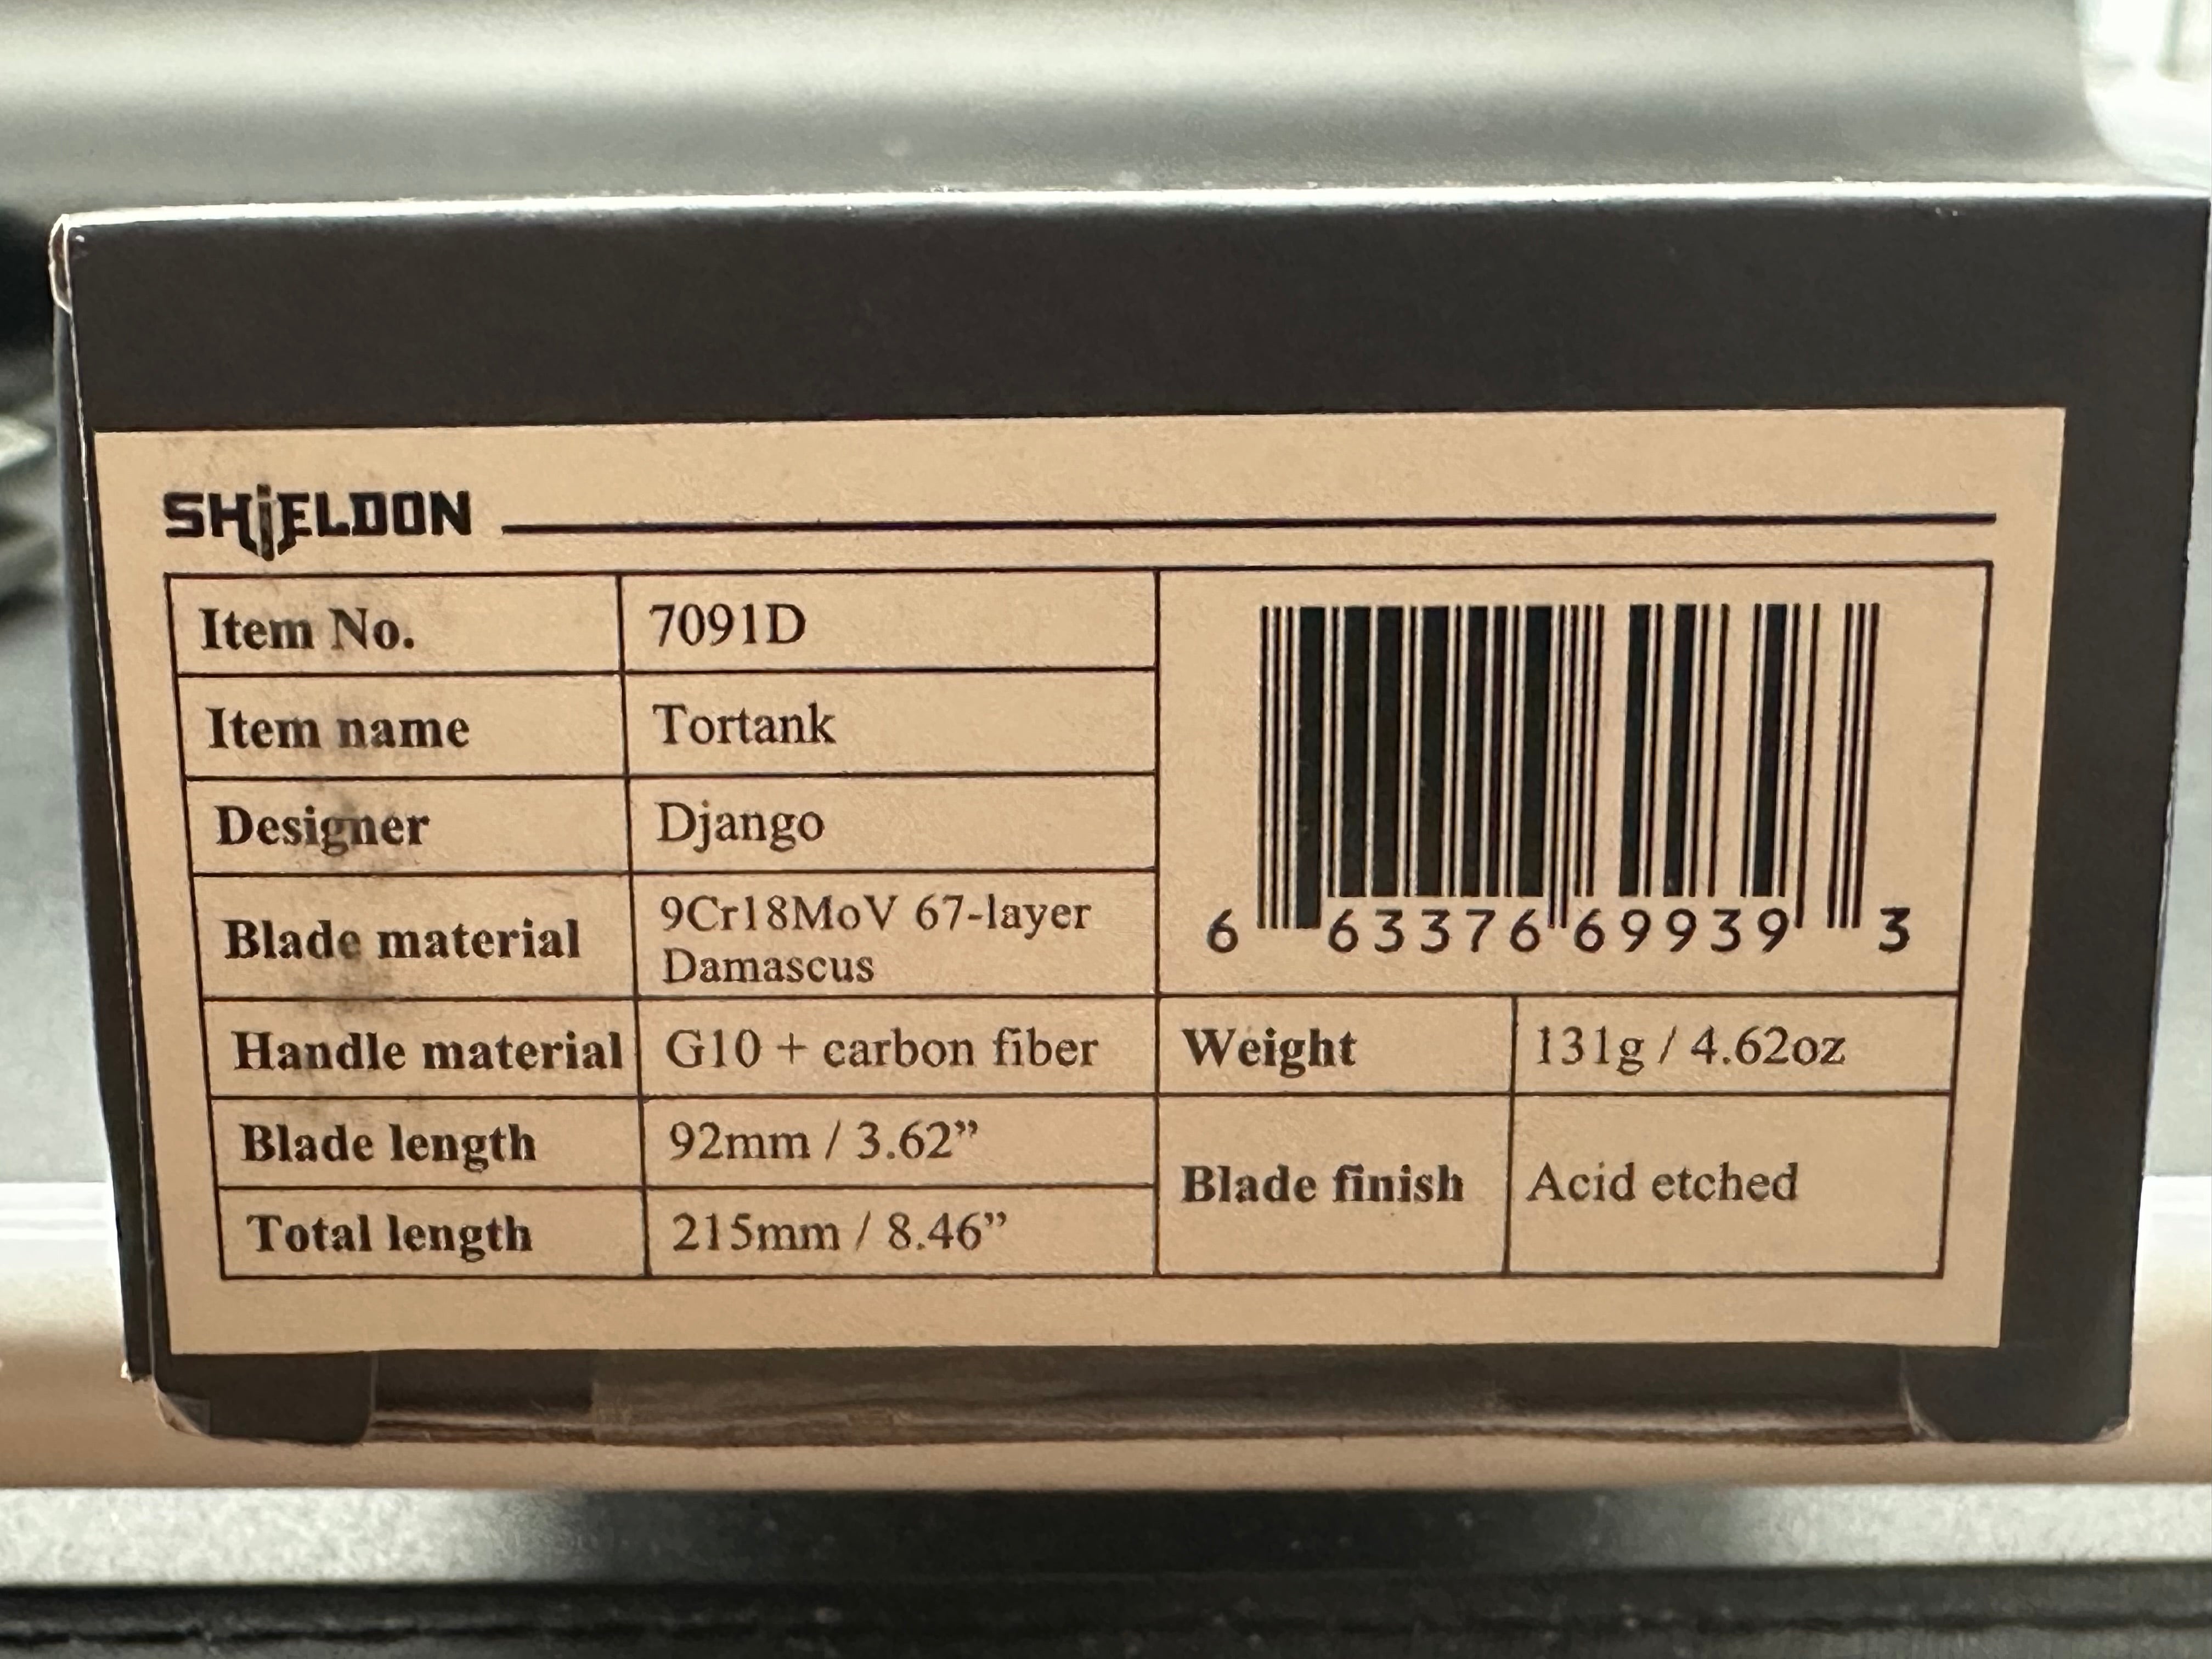 SHiELDON
Item No. 7091D
Item name Tortank
Designer Django
Blade material 9Cr18MoV 67-layer
Damascus
6 63376 69939 3
Handle material G10 + carbon fiber Weight 131g / 4.62oz
Blade length 92mm / 3.62”
Blade finish Acid etched
Total length 215mm / 8.46”